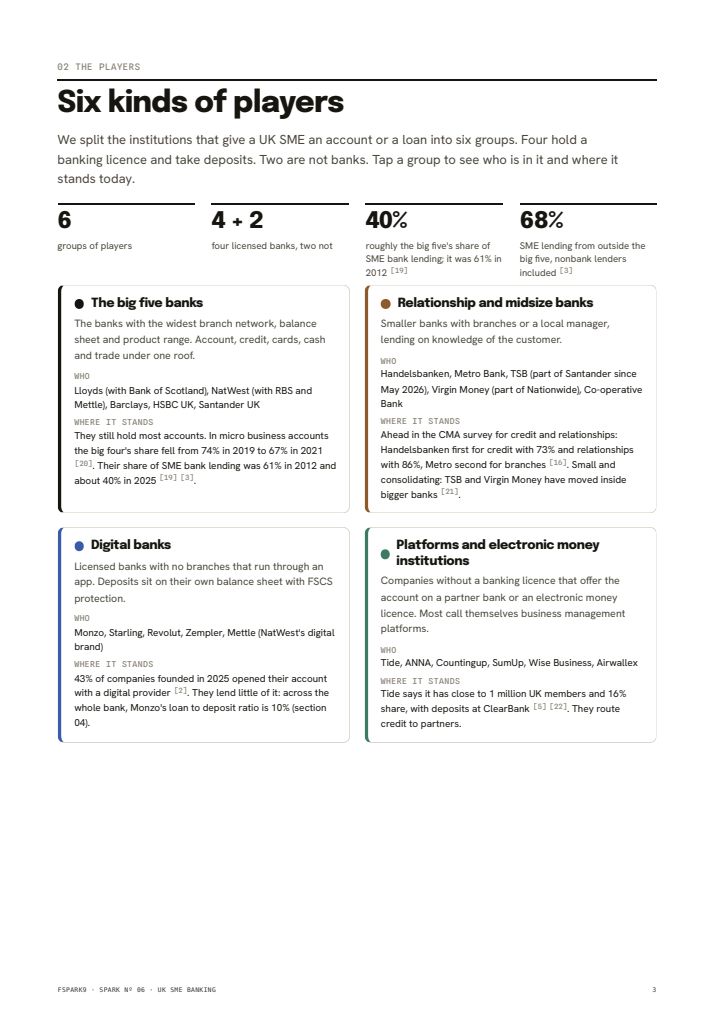 02 THE PLAYERS
Six kinds of players
We split the institutions that give a UK SME an account or a loan into six groups. Four hold a
banking licence and take deposits. Two are not banks. Tap a group to see who is in it and where it
stands today.
6
groups of players
4 + 2
four licensed banks, two not
40%
roughly the big five's share of
SME bank lending; it was 61% in
2012 [19]
68%
SME lending from outside the
big five, nonbank lenders
included [3]
The big five banks
The banks with the widest branch network, balance
sheet and product range. Account, credit, cards, cash
and trade under one roof.
WHO
Lloyds (with Bank of Scotland), NatWest (with RBS and
Mettle), Barclays, HSBC UK, Santander UK
WHERE IT STANDS
They still hold most accounts. In micro business accounts
the big four's share fell from 74% in 2019 to 67% in 2021
[20]. Their share of SME bank lending was 61% in 2012 and
about 40% in 2025 [19] [3].
Relationship and midsize banks
Smaller banks with branches or a local manager,
lending on knowledge of the customer.
WHO
Handelsbanken, Metro Bank, TSB (part of Santander since
May 2026), Virgin Money (part of Nationwide), Co-operative
Bank
WHERE IT STANDS
Ahead in the CMA survey for credit and relationships:
Handelsbanken first for credit with 73% and relationships
with 86%, Metro second for branches [16]. Small and
consolidating: TSB and Virgin Money have moved inside
bigger banks [21].
Digital banks
Licensed banks with no branches that run through an
app. Deposits sit on their own balance sheet with FSCS
protection.
WHO
Monzo, Starling, Revolut, Zempler, Mettle (NatWest's digital
brand)
WHERE IT STANDS
43% of companies founded in 2025 opened their account
with a digital provider [2]. They lend little of it: across the
whole bank, Monzo's loan to deposit ratio is 10% (section
04).
Platforms and electronic money
institutions
Companies without a banking licence that offer the
account on a partner bank or an electronic money
licence. Most call themselves business management
platforms.
WHO
Tide, ANNA, Countingup, SumUp, Wise Business, Airwallex
WHERE IT STANDS
Tide says it has close to 1 million UK members and 16%
share, with deposits at ClearBank [5] [22]. They route
credit to partners.
FSPARK9 · SPARK Nº 06 · UK SME BANKING
3